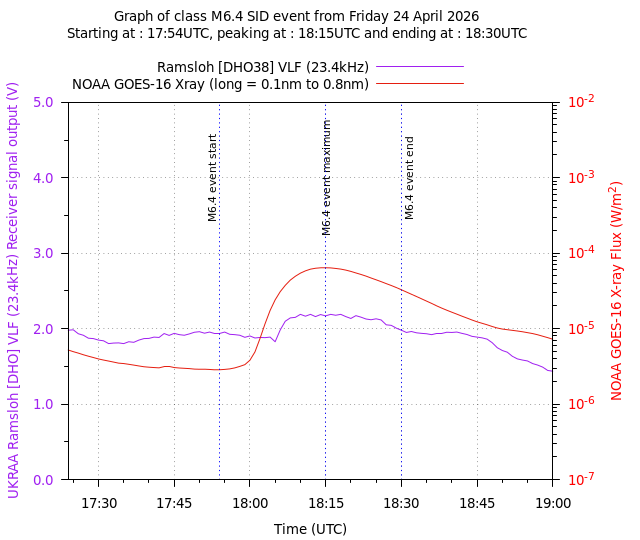 Graph of class M6.4 SID event from Friday 24 April 2026
Starting at : 17:54UTC, peaking at : 18:15UTC and ending at : 18:30UTC
Ramsloh [DHO38] VLF (23.4kHz)
NOAA GOES-16 Xray (long = 0.1nm to 0.8nm)
UKRAA Ramsloh [DHO] VLF (23.4kHz) Receiver signal output (V)
5.0
4.0
3.0
2.0
1.0
0.0
M6.4 event start
M6.4 event maximum
M6.4 event end
10-2
10-3
10-4
10-5
10-6
10-7
NOAA GOES-16 X-ray Flux (W/m2)
17:30 17:45 18:00 18:15 18:30 18:45 19:00
Time (UTC)